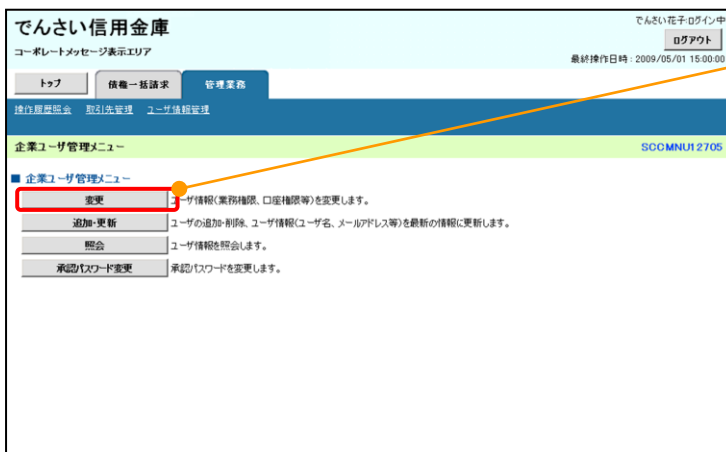 でんさい信用金庫
でんさい花子:ログイン中
コーポレートメッセージ表示エリア
ログアウト
最終操作日時:2009/05/01 15:00:00
トップ 債権一括請求 管理業務
操作履歴照会 取引先管理 ユーザ情報管理
企業ユーザ管理メニュー SCCMNU12705
■ 企業ユーザ管理メニュー
変更 ユーザ情報(業務権限、口座権限等)を変更します。
追加・更新 ユーザの追加・削除、ユーザ情報(ユーザ名、メールアドレス等)を最新の情報に更新します。
照会 ユーザ情報を照会します。
承認パスワード変更 承認パスワードを変更します。